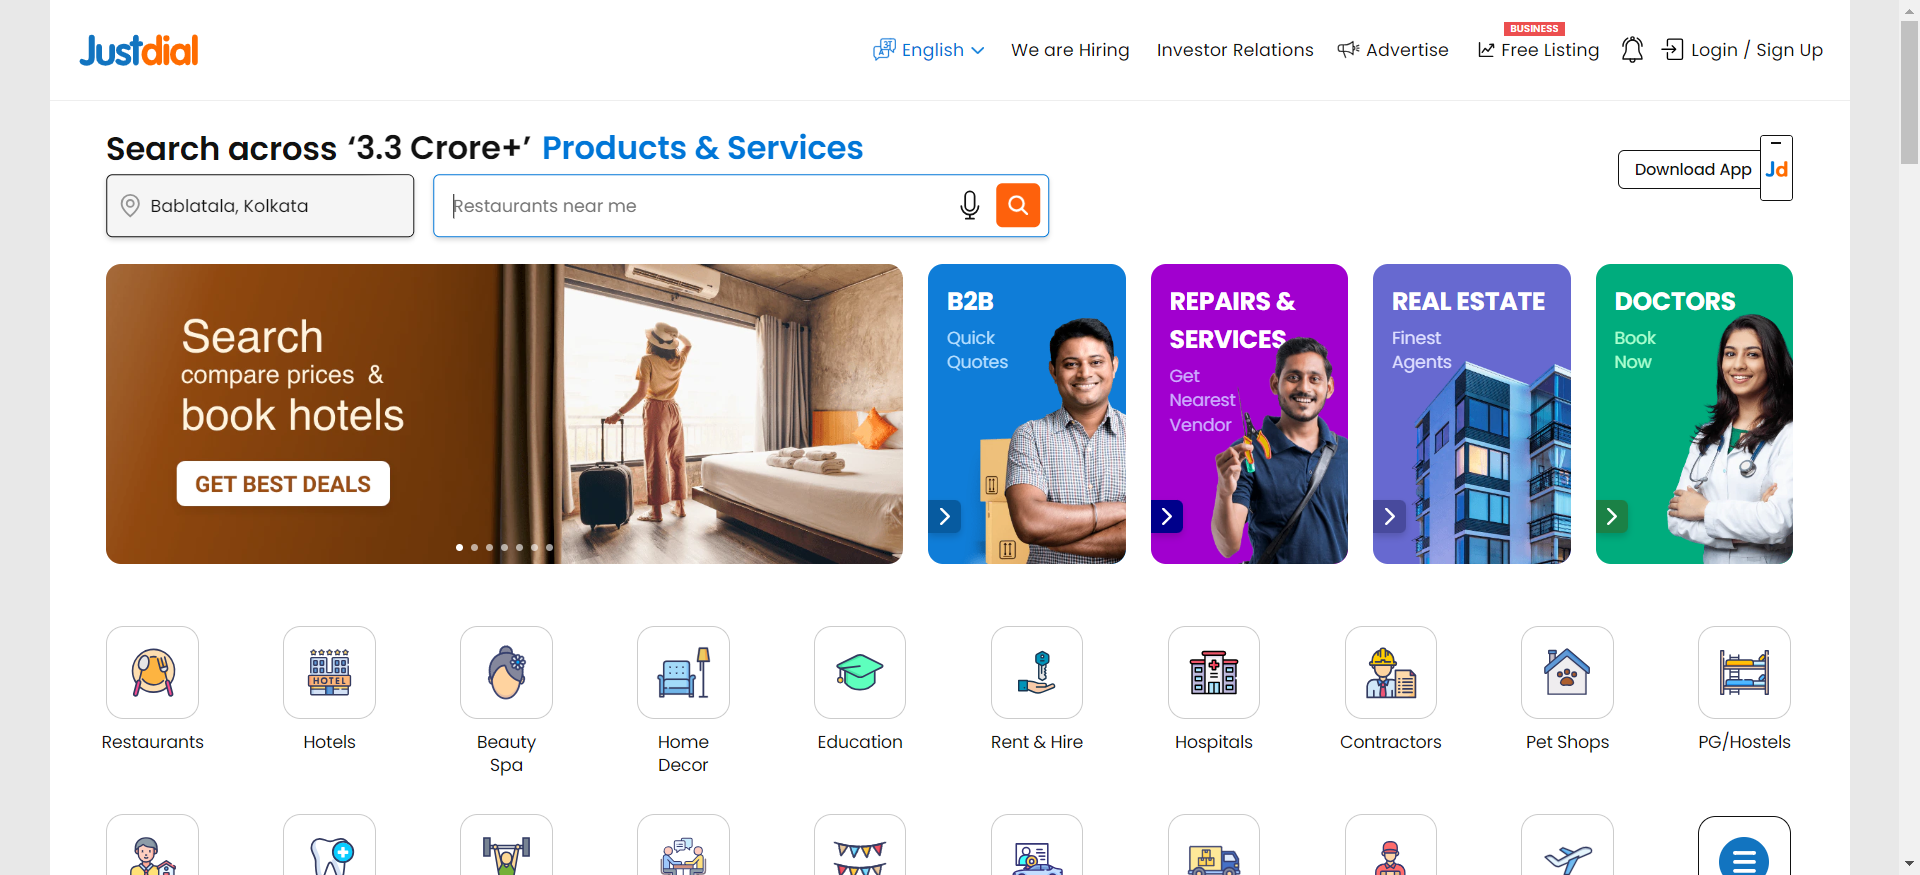 Justdial
English
We are Hiring
Investor Relations
Advertise
BUSINESS
Free Listing
Login / Sign Up
Search across ‘3.3 Crore+’ Products & Services
Bablatala, Kolkata
Restaurants near me
Download App
Jd
Search
compare prices &
book hotels
GET BEST DEALS
B2B
Quick
Quotes
REPAIRS &
SERVICES
Get
Nearest
Vendor
REAL ESTATE
Finest
Agents
DOCTORS
Book
Now
HOTEL
Restaurants
Hotels
Beauty
Spa
Home
Decor
Education
Rent & Hire
Hospitals
Contractors
Pet Shops
PG/Hostels